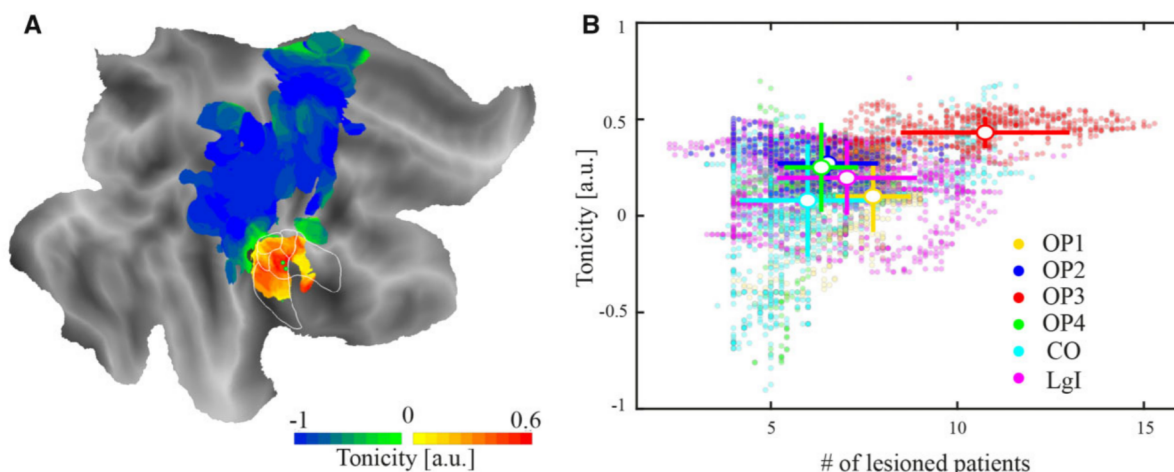 A
-1 0 0.6
Tonicity [a.u.]
B
Tonicity [a.u.]
1
0.5
0
-0.5
-1
OP1
OP2
OP3
OP4
CO
LgI
5 10 15
# of lesioned patients